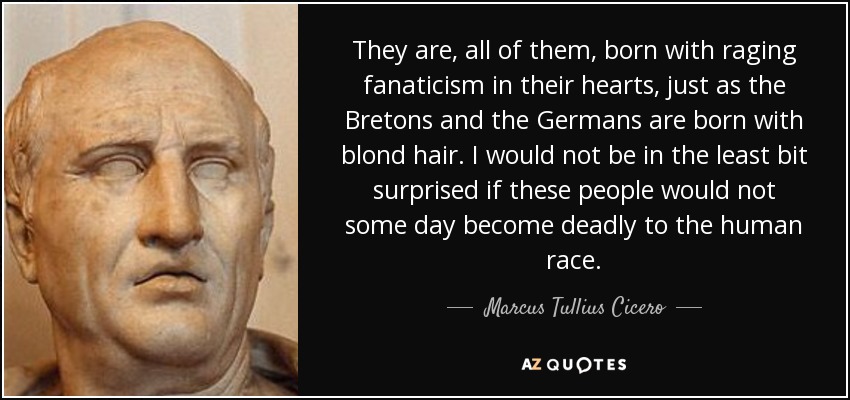 They are, all of them, born with raging
fanaticism in their hearts, just as the
Bretons and the Germans are born with
blond hair. I would not be in the least bit
surprised if these people would not
some day become deadly to the human
race.
Marcus Tullius Cicero
AZ QUOTES